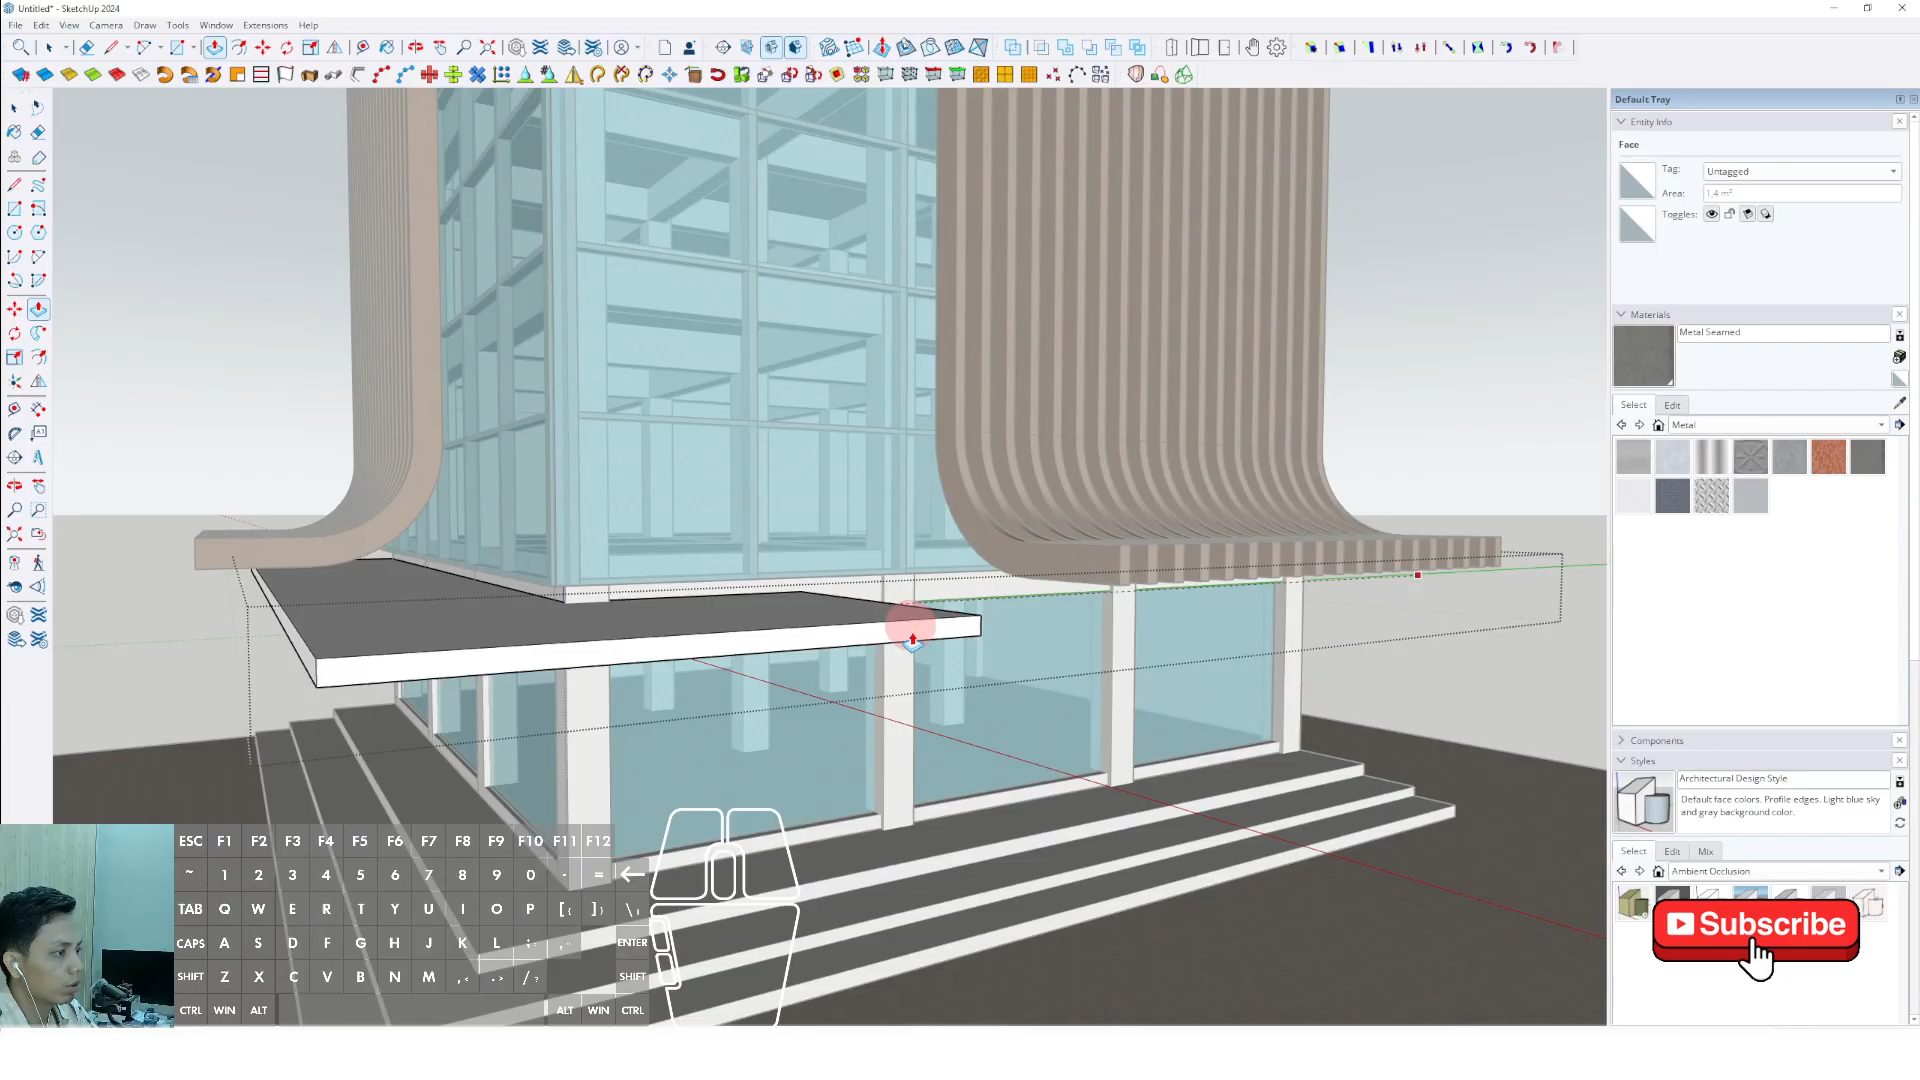 Untitled* - SketchUp 2024
File Edit View Camera Draw Tools Window Extensions Help
Default Tray
Entity Info
Face
Tag: Untagged
Area: 1,4 m²
Toggles:
Materials
Metal Seamed
Select Edit
Metal
Components
Styles
Architectural Design Style
Default face colors. Profile edges. Light blue sky
and gray background color.
Select Edit Mix
Ambient Occlusion
Subscribe
ESC F1 F2 F3 F4 F5 F6 F7 F8 F9 F10 F11 F12
~ 1 2 3 4 5 6 7 8 9 0 - =
TAB Q W E R T Y U I O P [{ ]} \|
CAPS A S D F G H J K L ;: ,, ENTER
SHIFT Z X C V B N M ,< .> /? SHIFT
CTRL WIN ALT ALT WIN CTRL